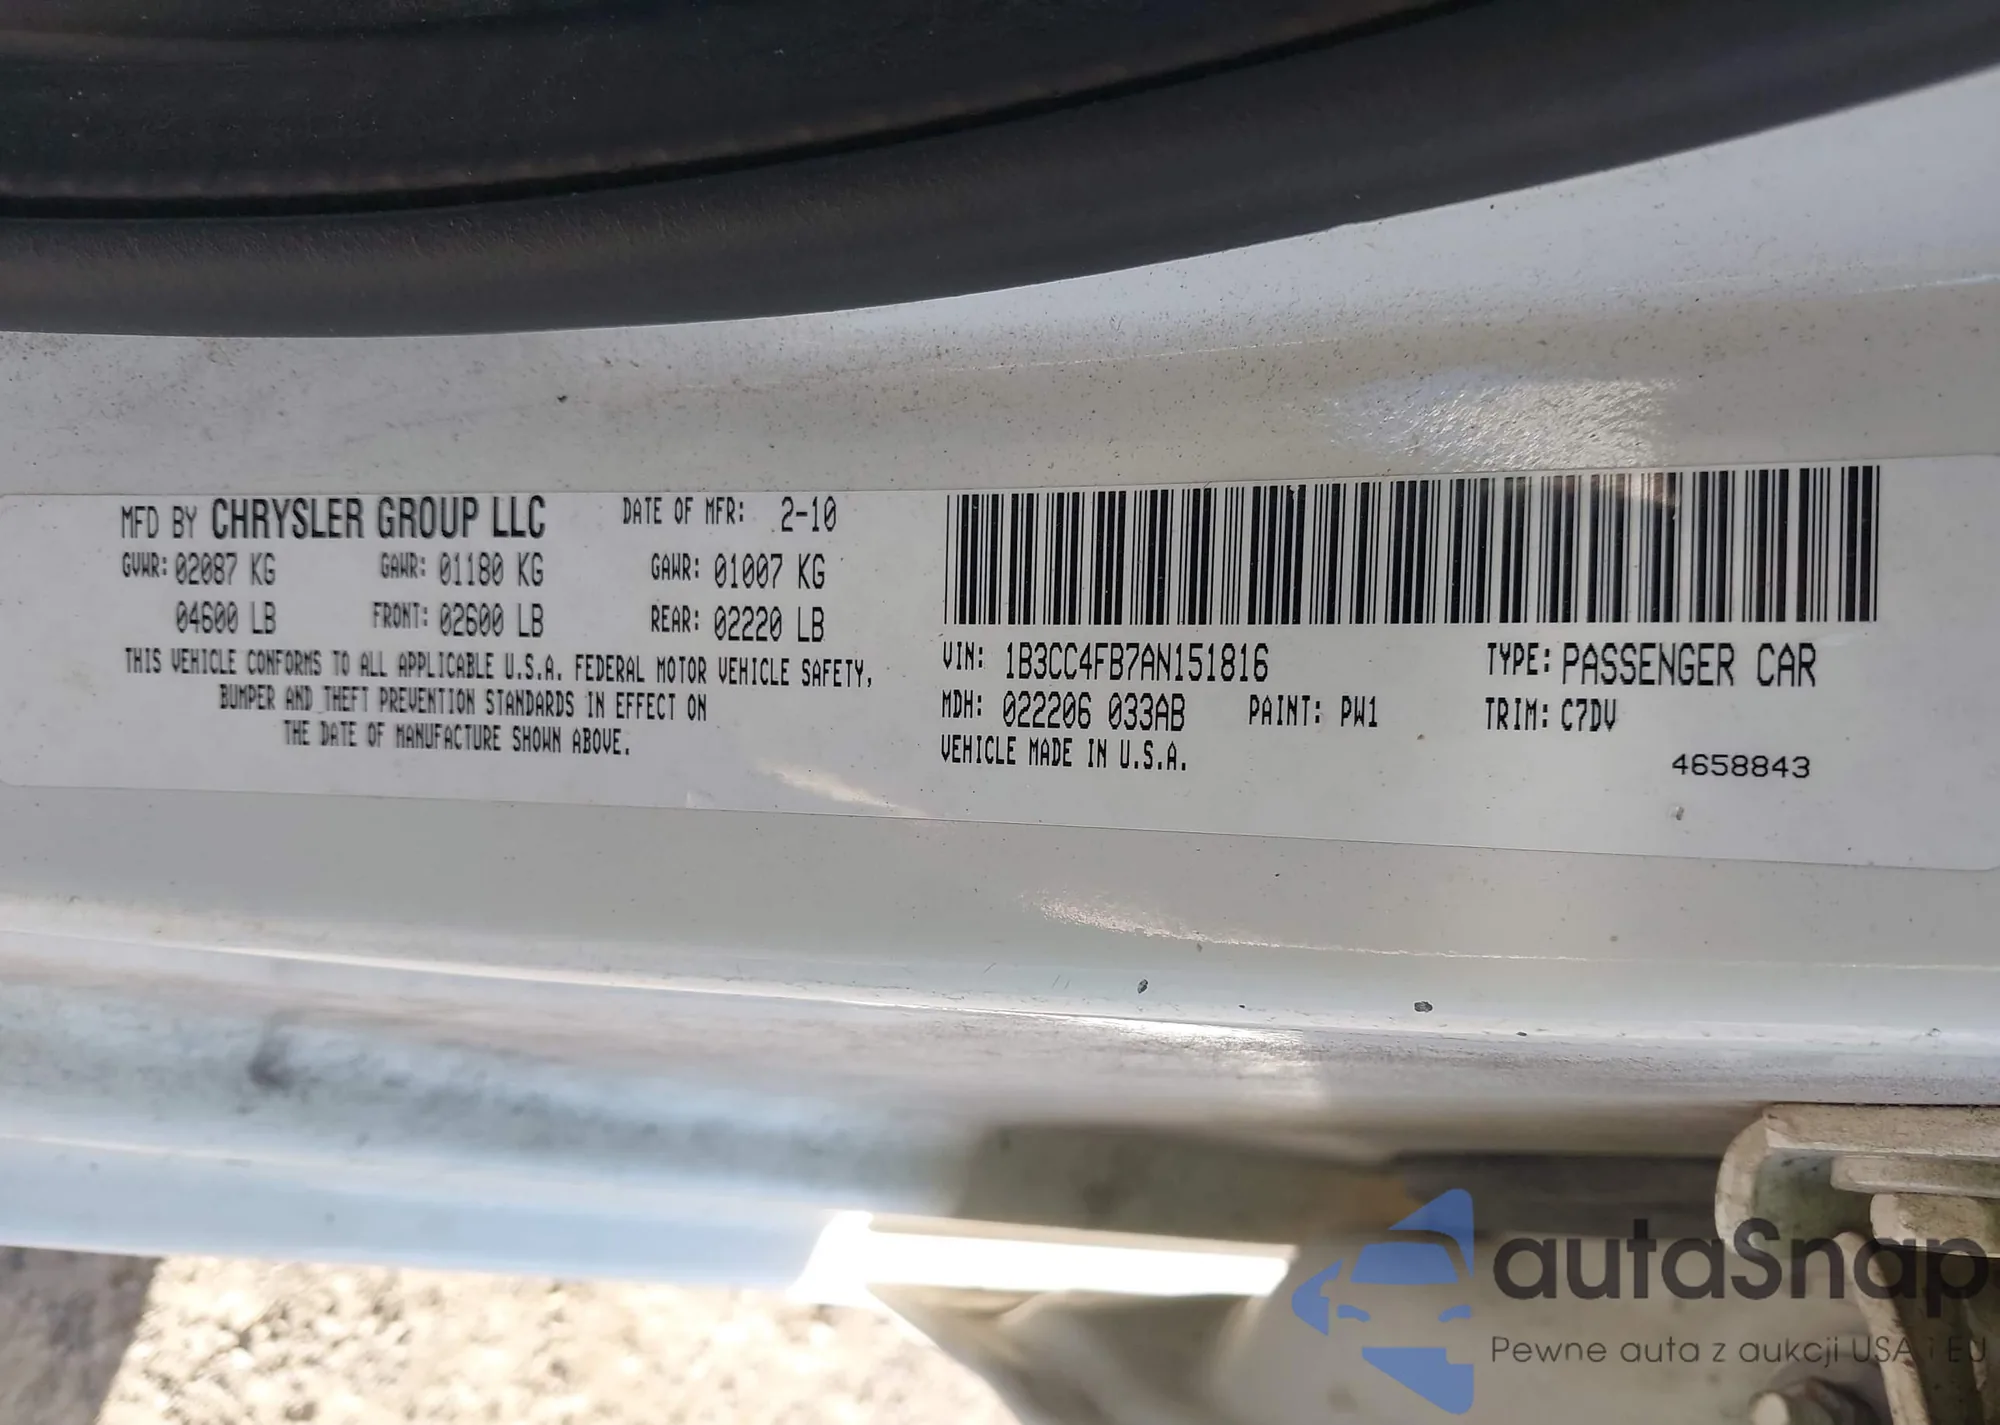 MFD BY CHRYSLER GROUP LLC DATE OF MFR: 2-10
GVWR: 02087 KG GAWR: 01180 KG GAWR: 01007 KG
04600 LB FRONT: 02600 LB REAR: 02220 LB
THIS VEHICLE CONFORMS TO ALL APPLICABLE U.S.A. FEDERAL MOTOR VEHICLE SAFETY,
BUMPER AND THEFT PREVENTION STANDARDS IN EFFECT ON
THE DATE OF MANUFACTURE SHOWN ABOVE.
VIN: 1B3CC4FB7AN151816 TYPE: PASSENGER CAR
MDH: 022206 033AB PAINT: PW1 TRIM: C7DV
VEHICLE MADE IN U.S.A.
4658843
autaSnap
Pewne auta z aukcji USA i EU